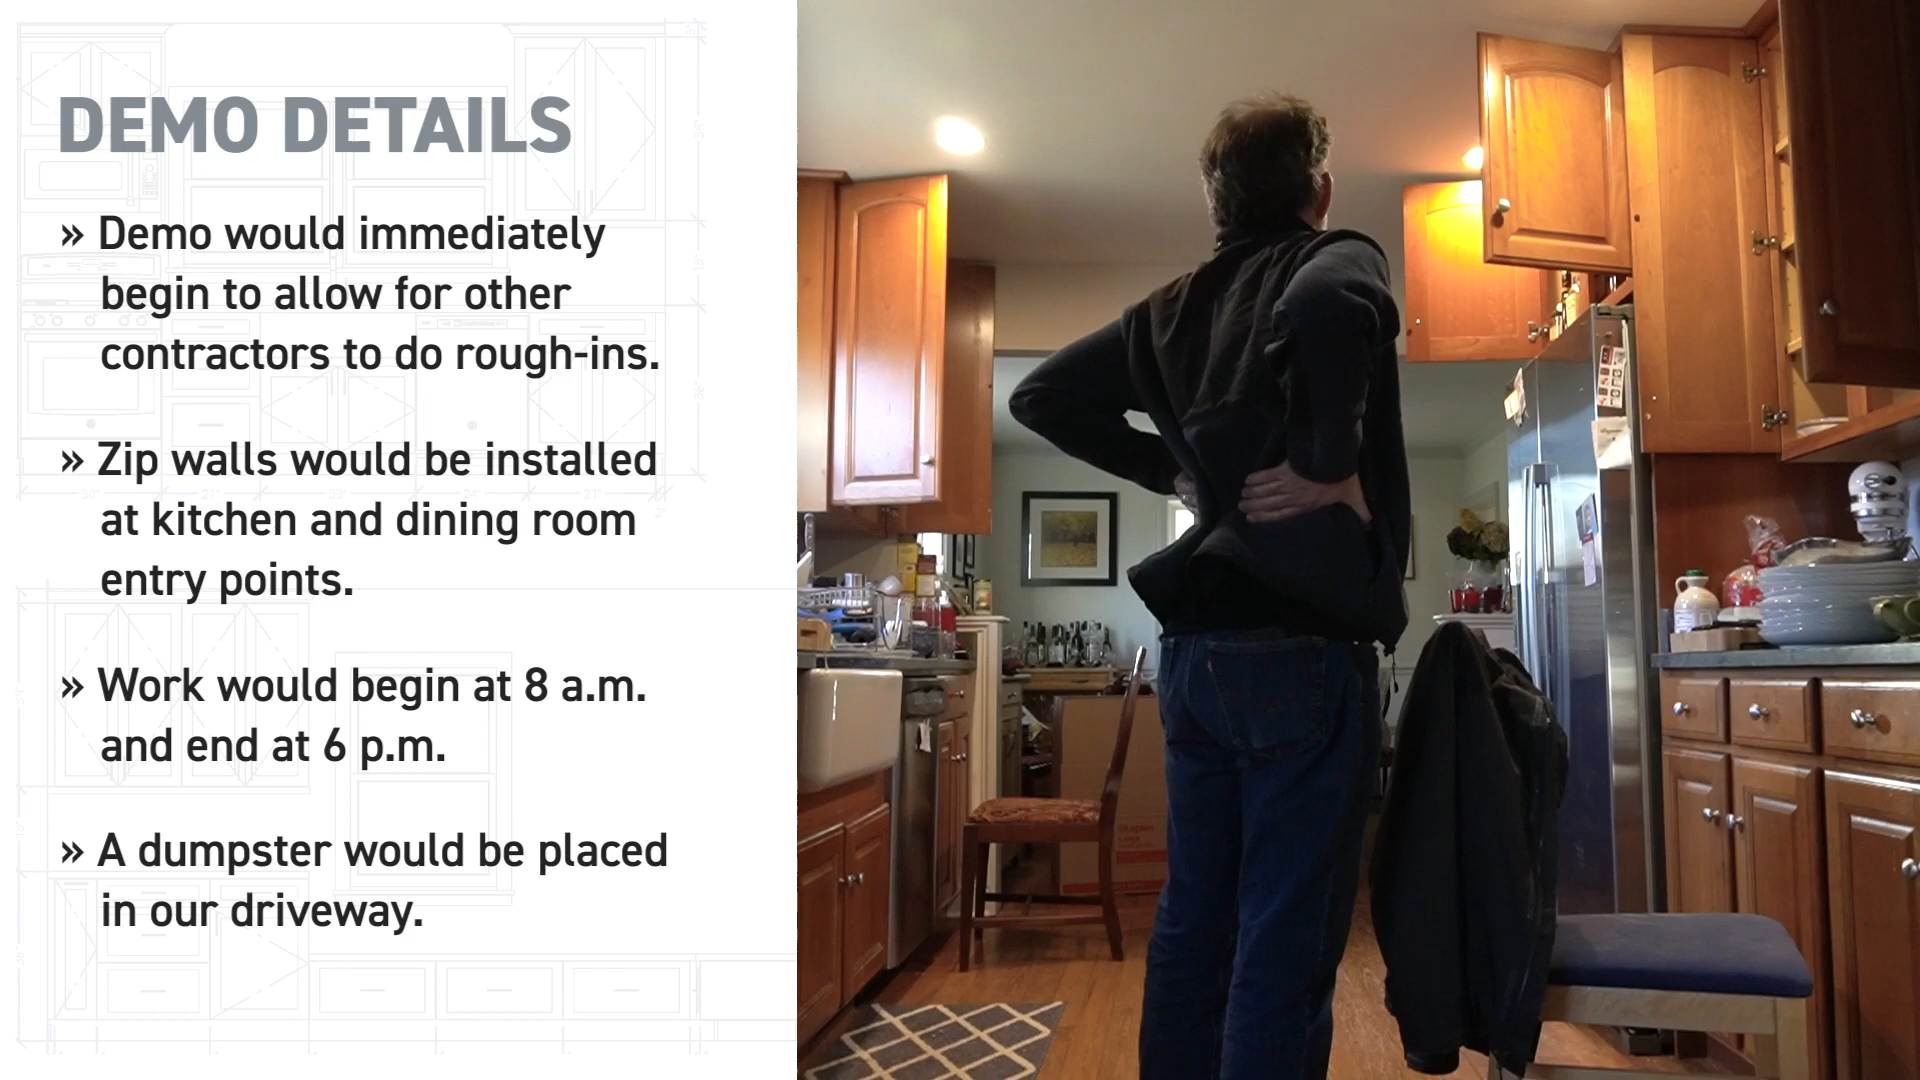 DEMO DETAILS
» Demo would immediately
begin to allow for other
contractors to do rough-ins.
» Zip walls would be installed
at kitchen and dining room
entry points.
» Work would begin at 8 a.m.
and end at 6 p.m.
» A dumpster would be placed
in our driveway.
Staples